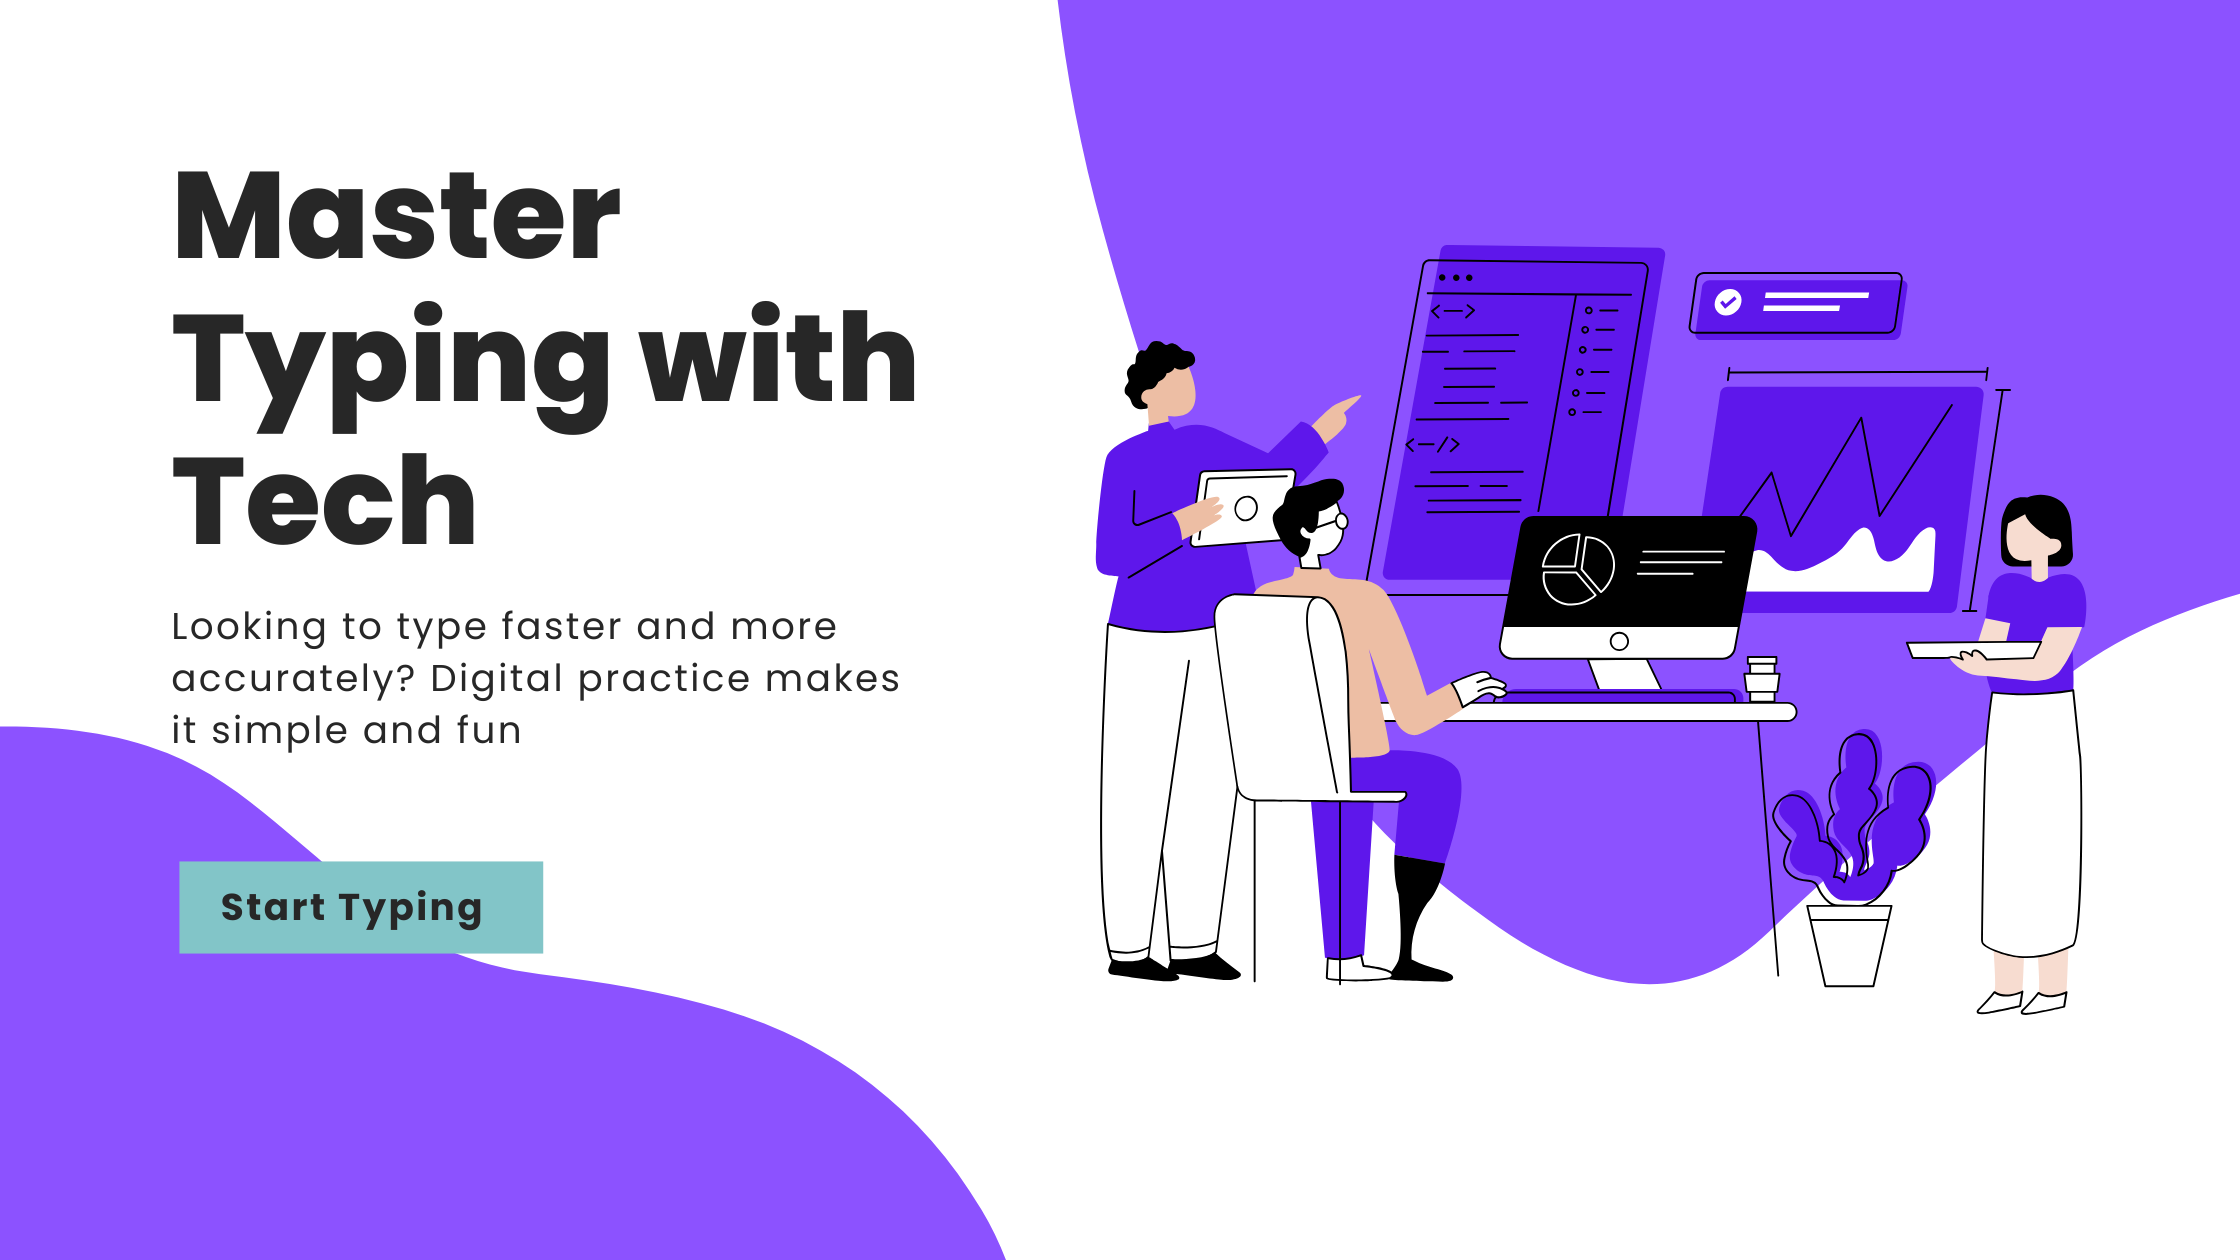 Master
Typing with
Tech
Looking to type faster and more
accurately? Digital practice makes
it simple and fun
Start Typing